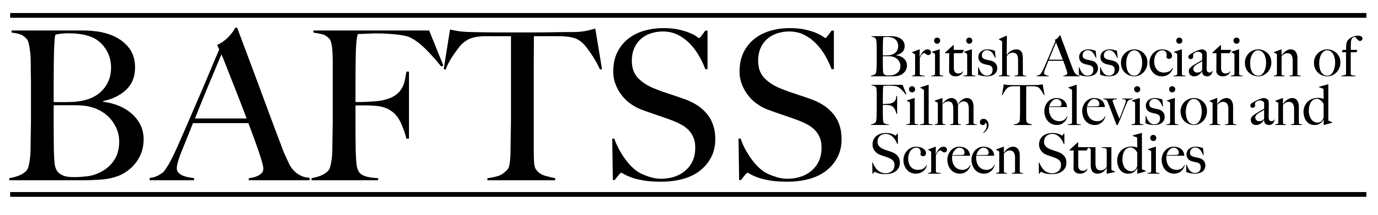 BAFTSS
British Association of
Film, Television and
Screen Studies